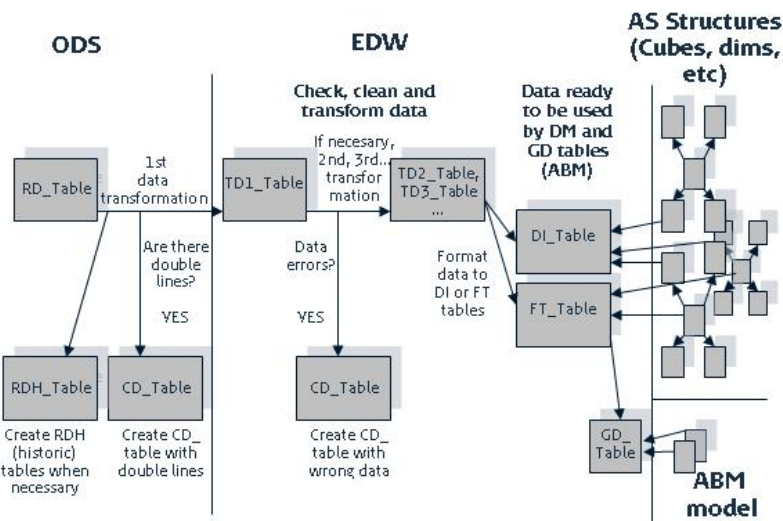 ODS
EDW
AS Structures
(Cubes, dims,
etc)
Check, clean and
transform data
Data ready
to be used
by DM and
GD tables
(ABM)
RD_Table
1st
data
transformation
TD1_Table
If necesary,
2nd, 3rd...
transfor
mation
TD2_Table,
TD3_Table
...
DI_Table
FT_Table
Are there
double
lines?
YES
Data
errors?
YES
Format
data to
DI or FT
tables
RDH_Table
CD_Table
CD_Table
GD_
Table
Create RDH
(historic)
tables when
necessary
Create CD_
table with
double lines
Create CD_
table with
wrong data
ABM
model